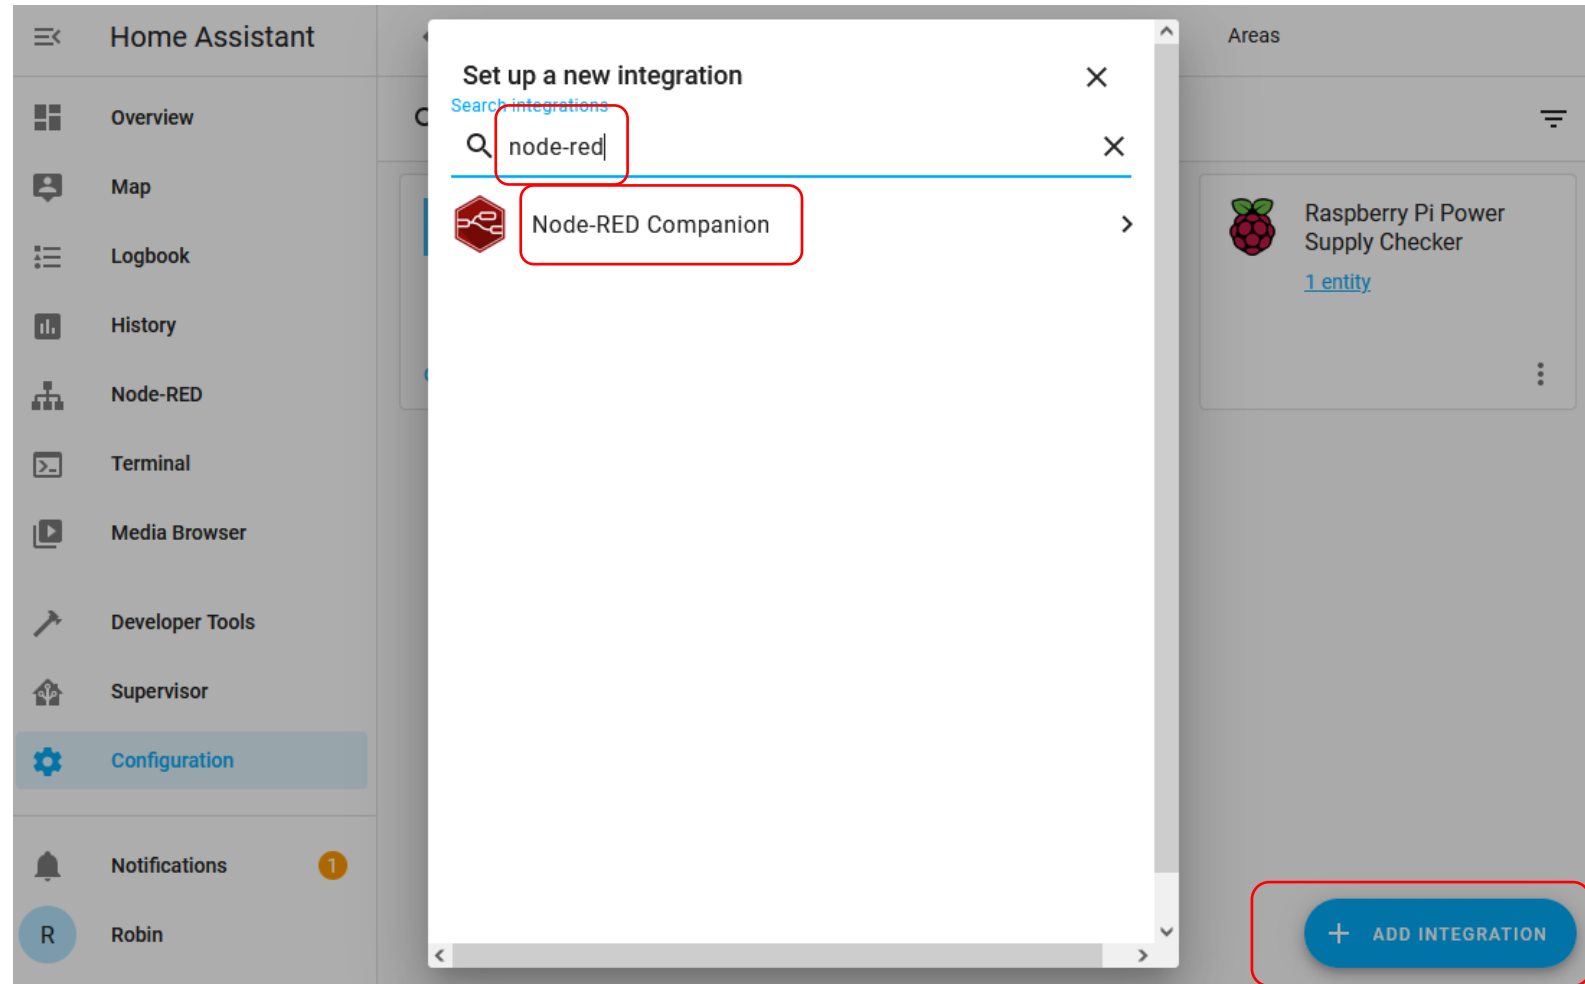 Home Assistant
Overview
Map
Logbook
History
Node-RED
Terminal
Media Browser
Developer Tools
Supervisor
Configuration
Notifications
1
R
Robin
Set up a new integration
Search integrations
node-red
Node-RED Companion
Areas
Raspberry Pi Power
Supply Checker
1 entity
ADD INTEGRATION